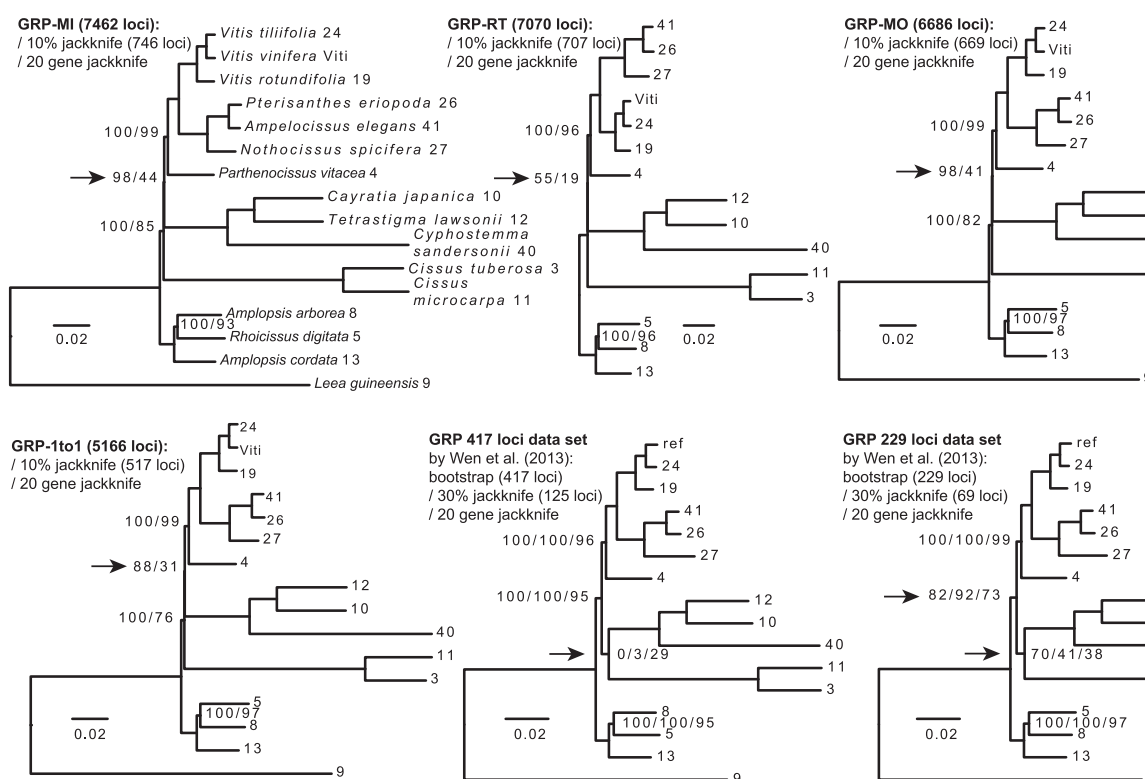 GRP-MI (7462 loci):
/ 10% jackknife (746 loci)
/ 20 gene jackknife
Vitis tiliifolia 24
Vitis vinifera Viti
Vitis rotundifolia 19
Pterisanthes eriopoda 26
100/99
Ampelocissus elegans 41
Nothocissus spicifera 27
Parthenocissus vitacea 4
98/44
Cayratia japonica 10
Tetrastigma lawsonii 12
100/85
Cyphostemma
sandersonii 40
Cissus tuberosa 3
Cissus
microcarpa 11
Amplopsis arborea 8
100/93
0.02
Rhoicissus digitata 5
Amplopsis cordata 13
Leea guineensis 9
GRP-RT (7070 loci):
/ 10% jackknife (707 loci)
/ 20 gene jackknife
41
26
27
Viti
100/96
24
19
4
55/19
12
10
40
11
3
5
100/96
0.02
8
13
GRP-MO (6686 loci):
/ 10% jackknife (669 loci)
/ 20 gene jackknife
24
Viti
19
41
100/99
26
27
4
98/41
100/82
5
100/97
0.02
8
13
9
GRP-1to1 (5166 loci):
/ 10% jackknife (517 loci)
/ 20 gene jackknife
24
Viti
19
41
100/99
26
27
4
88/31
12
100/76
10
40
11
3
5
100/97
0.02
8
13
9
GRP 417 loci data set
by Wen et al. (2013):
bootstrap (417 loci)
/ 30% jackknife (125 loci)
/ 20 gene jackknife
ref
24
19
41
26
100/100/96
27
4
100/100/95
12
10
40
0/3/29
11
3
8
100/100/95
0.02
5
13
9
GRP 229 loci data set
by Wen et al. (2013):
bootstrap (229 loci)
/ 30% jackknife (69 loci)
/ 20 gene jackknife
ref
24
19
41
26
100/100/99
27
4
82/92/73
70/41/38
5
100/100/97
0.02
8
13